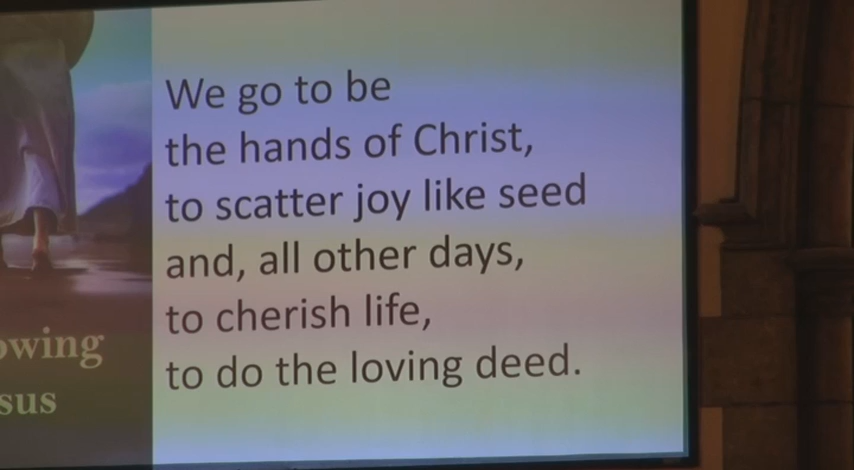 We go to be
the hands of Christ,
to scatter joy like seed
and, all other days,
to cherish life,
to do the loving deed.
owing
sus